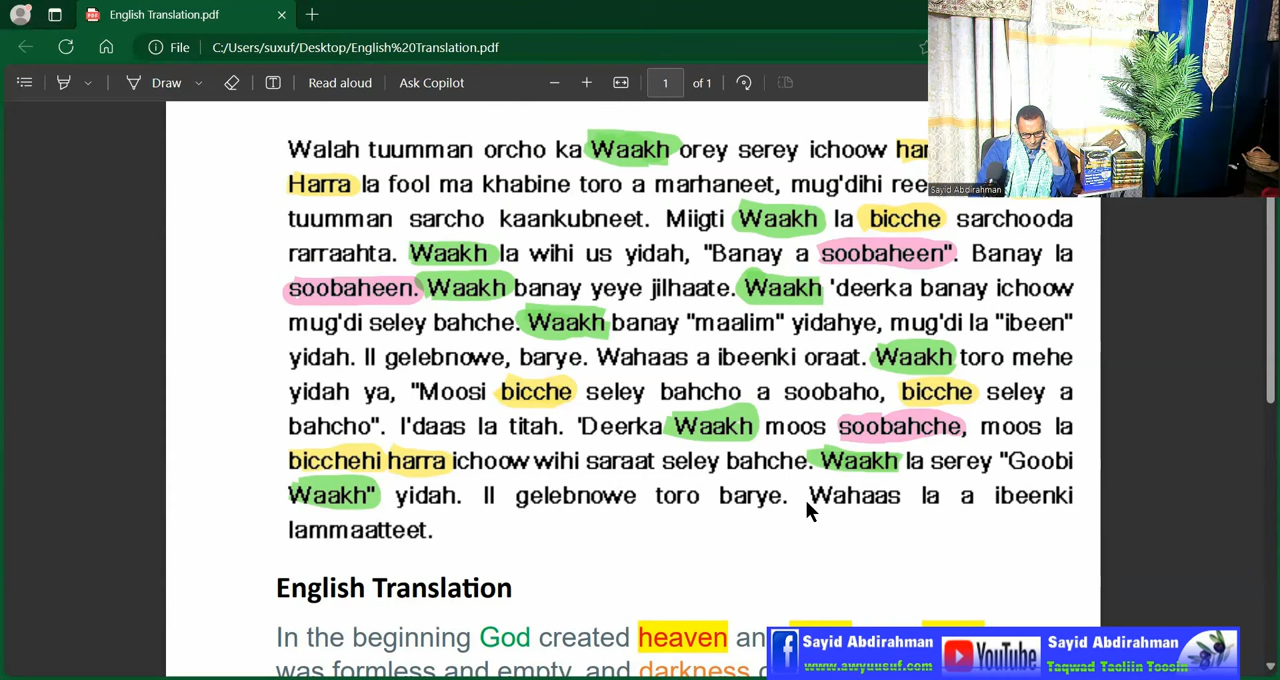 English Translation.pdf
File C:/Users/suxuf/Desktop/English%20Translation.pdf
Draw Read aloud Ask Copilot 1 of 1
Walah tuumman orcho ka Waakh orey serey ichoow
Harra la foot ma khabine toro a marhaneet, mug'dihi
tuumman sarcho kaankubneet. Miigti Waakh la bicche sarchooda
rarraahta. Waakh la wihi us yidah, "Banay a soobaheen". Banay la
soobaheen. Waakh banay yeye jilhaate. Waakh 'deerka banay ichoow
mug'di seley bahche. Waakh banay "maalim" yidahye, mug'di la "ibeen"
yidah. Il gelebnowe, barye. Wahaas a ibeenki oraat. Waakh toro mehe
yidah ya, "Moosi bicche seley bahcho a soobaho, bicche seley a
bahcho". I'daas la titah. 'Deerka Waakh moos soobahche, moos la
bicchehi harra ichoow wihi saraat seley bahche. Waakh la serey "Goobi
Waakh" yidah. Il gelebnowe toro barye. Wahaas la a ibeenki
lammaatteet.
English Translation
In the beginning God created heaven
was formless and empty, and darkness
Sayid Abdirahman
Sayid Abdirahman
www.awyuusuf.com
YouTube
Sayid Abdirahman
Taqwad Taoliin Toosin